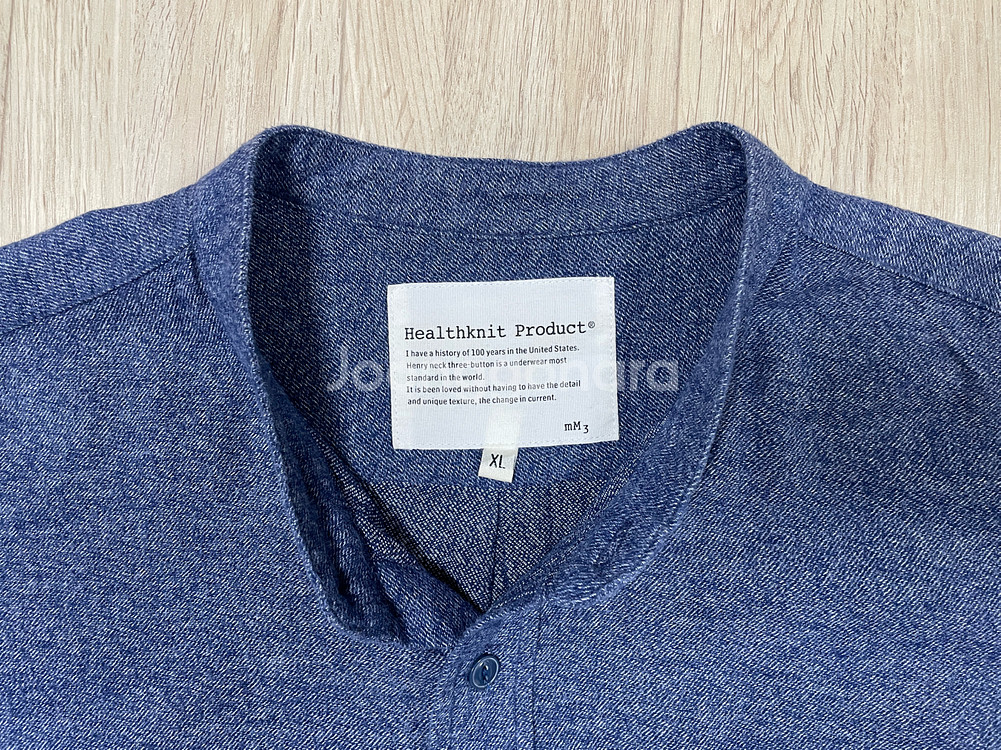 Healthknit Product®
I have a history of 100 years in the United States.
Henry neck three-button is a underwear most
standard in the world.
It is been loved without having to have the detail
and unique texture, the change in current.
mM3
XL